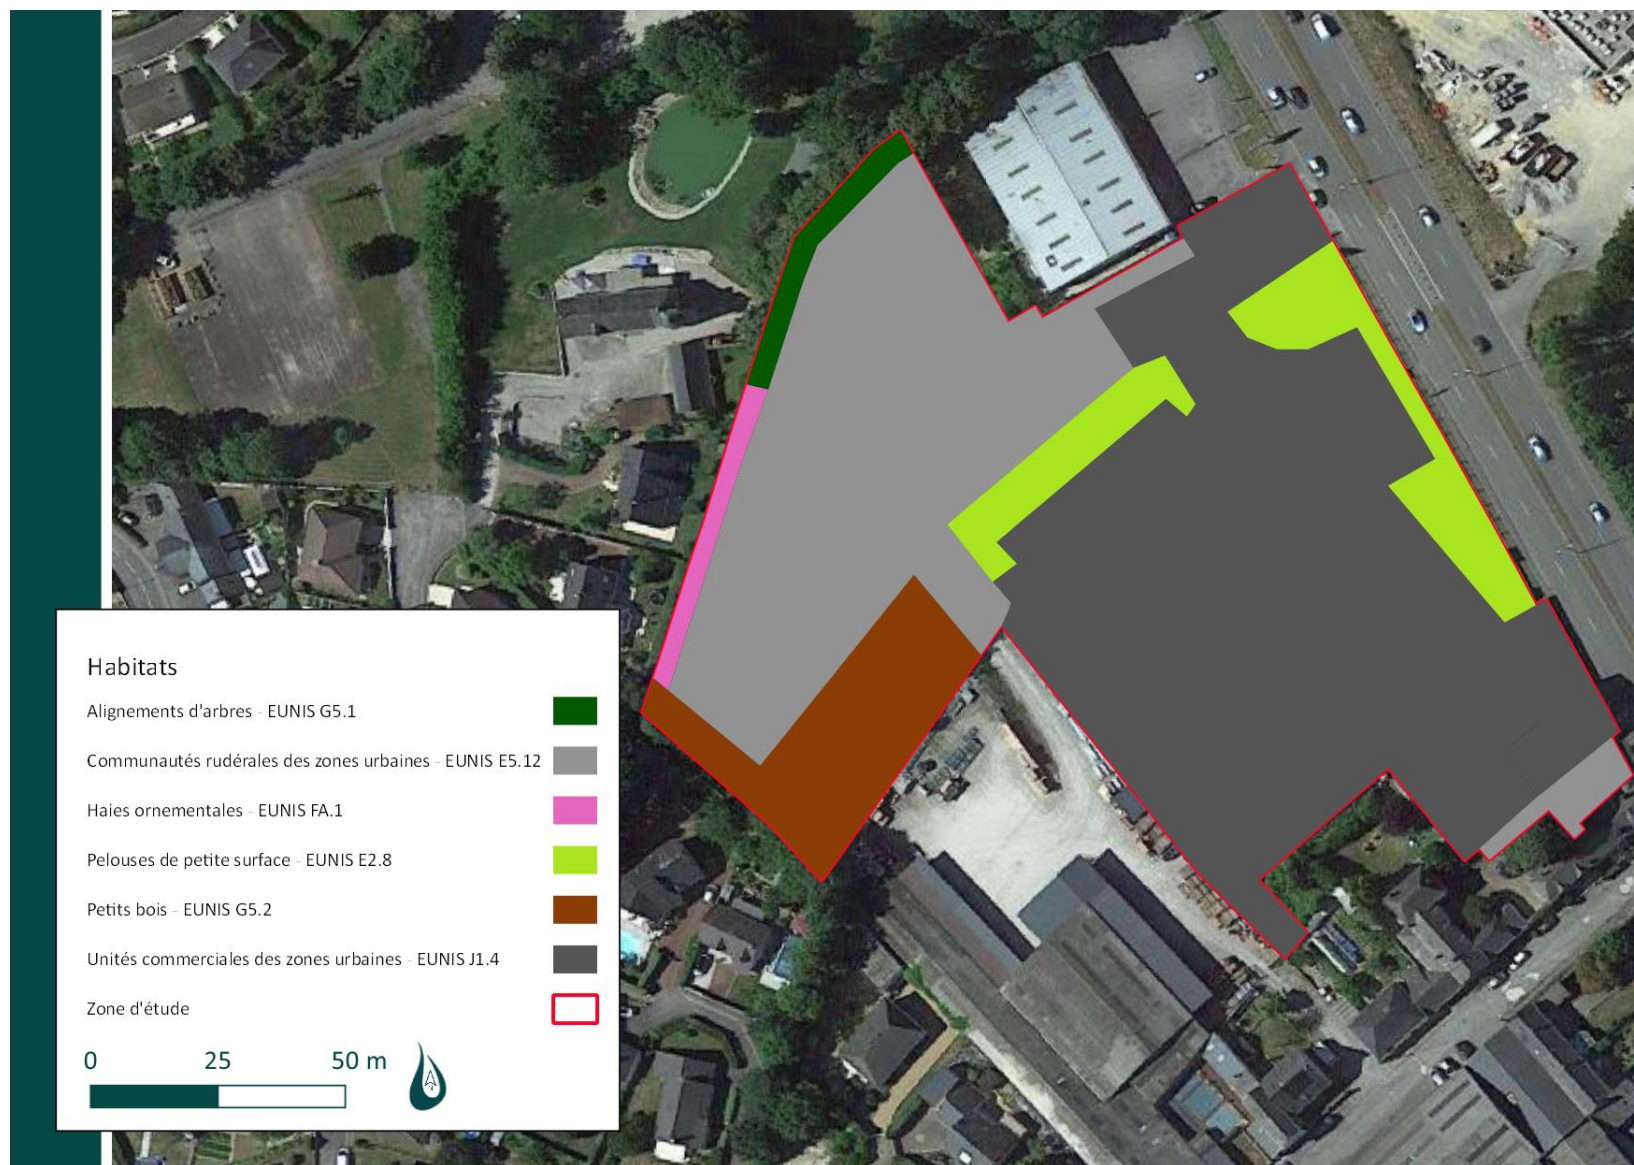 Habitats
Alignements d'arbres - EUNIS G5.1
Communautés rudérales des zones urbaines - EUNIS E5.12
Haies ornementales - EUNIS FA.1
Pelouses de petite surface - EUNIS E2.8
Petits bois - EUNIS G5.2
Unités commerciales des zones urbaines - EUNIS J1.4
Zone d'étude
0 25 50 m